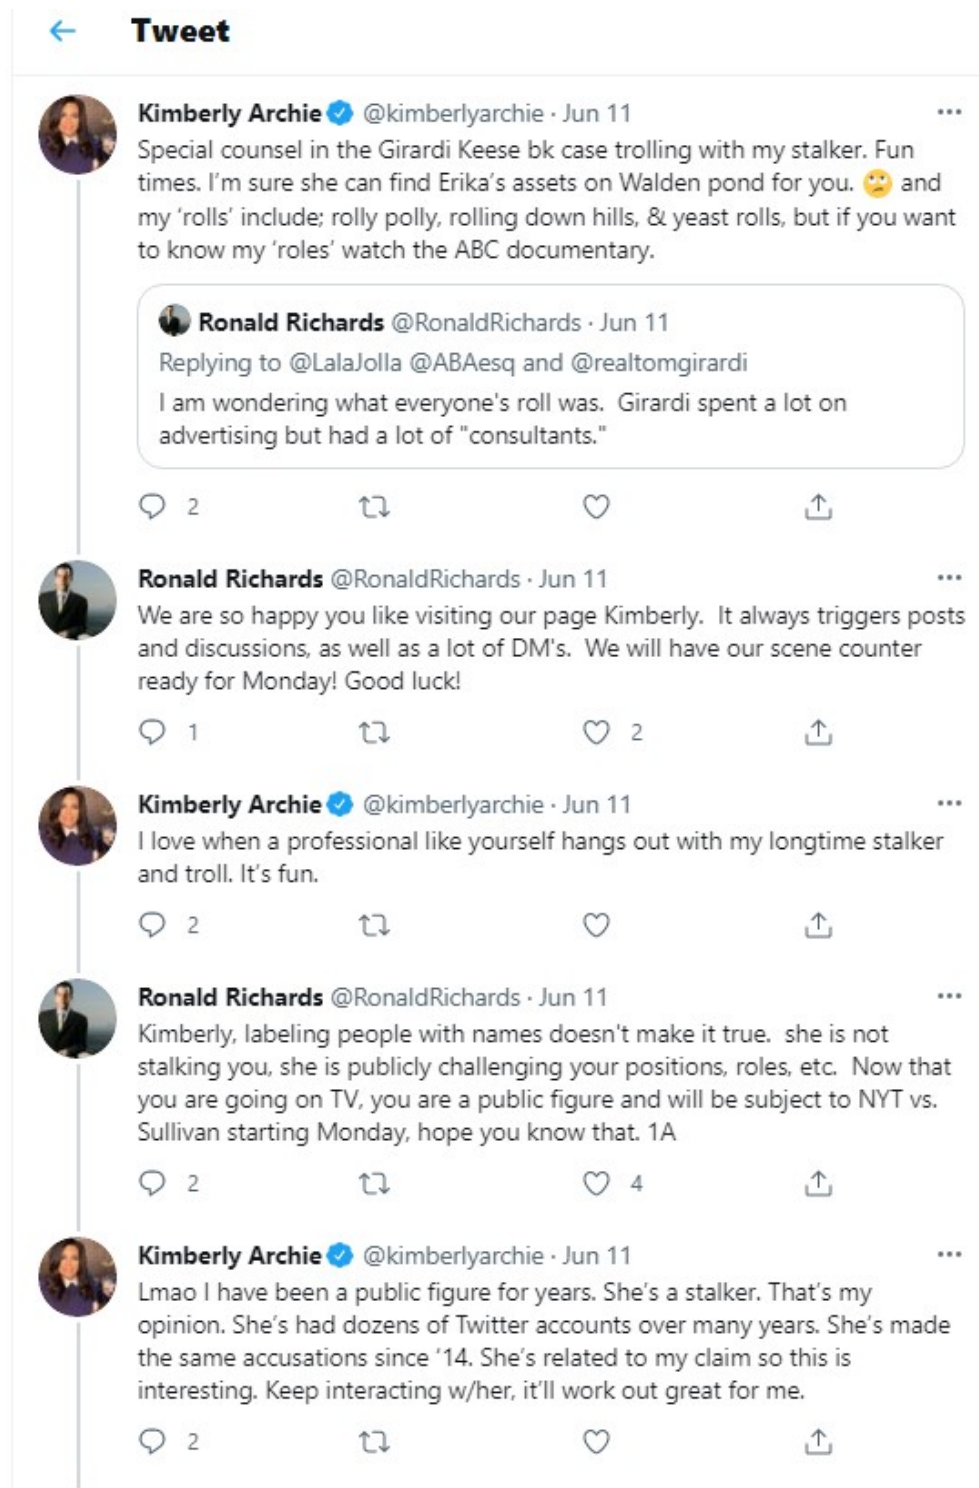 Tweet
Kimberly Archie @kimberlyarchie · Jun 11
Special counsel in the Girardi Keese bk case trolling with my stalker. Fun
times. I'm sure she can find Erika's assets on Walden pond for you. 🙄 and
my 'rolls' include; rolly polly, rolling down hills, & yeast rolls, but if you want
to know my 'roles' watch the ABC documentary.
Ronald Richards @RonaldRichards · Jun 11
Replying to @LalaJolla @ABAesq and @realtomgirardi
I am wondering what everyone's roll was.  Girardi spent a lot on
advertising but had a lot of "consultants."
2
Ronald Richards @RonaldRichards · Jun 11
We are so happy you like visiting our page Kimberly.  It always triggers posts
and discussions, as well as a lot of DM's.  We will have our scene counter
ready for Monday! Good luck!
1 2
Kimberly Archie @kimberlyarchie · Jun 11
I love when a professional like yourself hangs out with my longtime stalker
and troll. It's fun.
2
Ronald Richards @RonaldRichards · Jun 11
Kimberly, labeling people with names doesn't make it true.  she is not
stalking you, she is publicly challenging your positions, roles, etc.  Now that
you are going on TV, you are a public figure and will be subject to NYT vs.
Sullivan starting Monday, hope you know that. 1A
2 4
Kimberly Archie @kimberlyarchie · Jun 11
Lmao I have been a public figure for years. She's a stalker. That's my
opinion. She's had dozens of Twitter accounts over many years. She's made
the same accusations since '14. She's related to my claim so this is
interesting. Keep interacting w/her, it'll work out great for me.
2